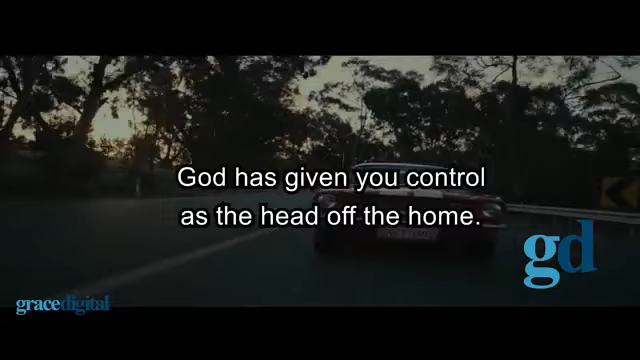 God has given you control
as the head off the home.
gd
gracedigital